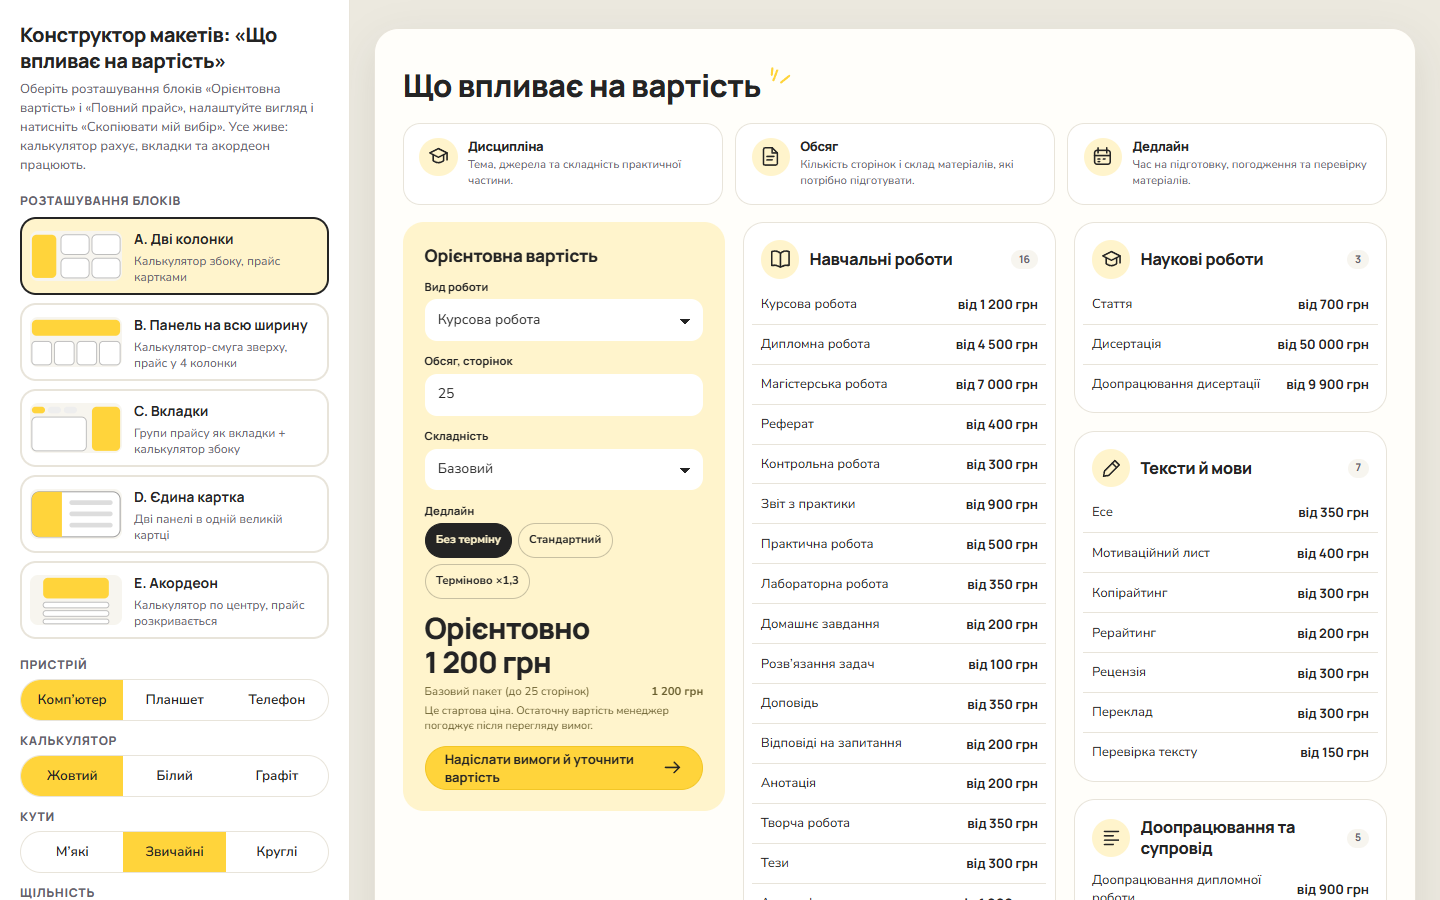 Конструктор макетів: «Що
впливає на вартість»
Оберіть розташування блоків «Орієнтовна
вартість» і «Повний прайс», налаштуйте вигляд і
натисніть «Скопіювати мій вибір». Усе живе:
калькулятор рахує, вкладки та акордеон
працюють.
РОЗТАШУВАННЯ БЛОКІВ
A. Дві колонки
Калькулятор збоку, прайс
картками
B. Панель на всю ширину
Калькулятор-смуга зверху,
прайс у 4 колонки
C. Вкладки
Групи прайсу як вкладки +
калькулятор збоку
D. Єдина картка
Дві панелі в одній великій
картці
E. Акордеон
Калькулятор по центру, прайс
розкривається
ПРИСТРІЙ
Комп'ютер
Планшет
Телефон
КАЛЬКУЛЯТОР
Жовтий
Білий
Графіт
КУТИ
М'які
Звичайні
Круглі
ЩІЛЬНІСТЬ
Що впливає на вартість
Дисципліна
Тема, джерела та складність практичної
частини.
Обсяг
Кількість сторінок і склад матеріалів, які
потрібно підготувати.
Дедлайн
Час на підготовку, погодження та перевірку
матеріалів.
Орієнтовна вартість
Вид роботи
Курсова робота
Обсяг, сторінок
25
Складність
Базовий
Дедлайн
Без терміну
Стандартний
Терміново ×1,3
Орієнтовно
1 200 грн
Базовий пакет (до 25 сторінок) 1 200 грн
Це стартова ціна. Остаточну вартість менеджер
погоджує після перегляду вимог.
Надіслати вимоги й уточнити
вартість
Навчальні роботи 16
Курсова робота від 1 200 грн
Дипломна робота від 4 500 грн
Магістерська робота від 7 000 грн
Реферат від 400 грн
Контрольна робота від 300 грн
Звіт з практики від 900 грн
Практична робота від 500 грн
Лабораторна робота від 350 грн
Домашнє завдання від 200 грн
Розв'язання задач від 100 грн
Доповідь від 350 грн
Відповіді на запитання від 200 грн
Анотація від 200 грн
Творча робота від 350 грн
Тези від 300 грн
Наукові роботи 3
Стаття від 700 грн
Дисертація від 50 000 грн
Доопрацювання дисертації від 9 900 грн
Тексти й мови 7
Есе від 350 грн
Мотиваційний лист від 400 грн
Копірайтинг від 300 грн
Рерайтинг від 200 грн
Рецензія від 300 грн
Переклад від 300 грн
Перевірка тексту від 150 грн
Доопрацювання та
супровід 5
Доопрацювання дипломної
роботи від 900 грн